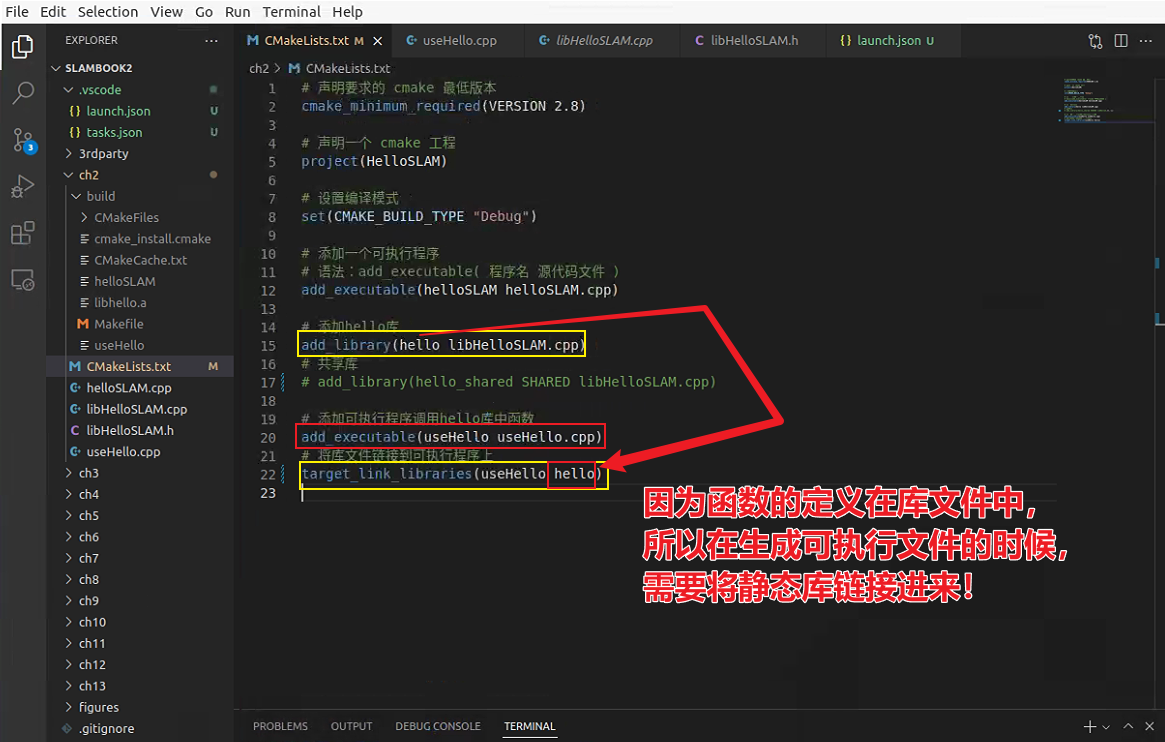 File Edit Selection View Go Run Terminal Help
EXPLORER ...
CMakeLists.txt M
useHello.cpp
libHelloSLAM.cpp
libHelloSLAM.h
launch.json U
SLAMBOOK2
.vscode
launch.json U
tasks.json U
3rdparty
ch2
build
CMakeFiles
cmake_install.cmake
CMakeCache.txt
helloSLAM
libhello.a
Makefile
useHello
CMakeLists.txt M
helloSLAM.cpp
libHelloSLAM.cpp
libHelloSLAM.h
useHello.cpp
ch3
ch4
ch5
ch6
ch7
ch8
ch9
ch10
ch11
ch12
ch13
figures
.gitignore
3
ch2 > CMakeLists.txt
1 # 声明要求的 cmake 最低版本
2 cmake_minimum_required(VERSION 2.8)
3
4 # 声明一个 cmake 工程
5 project(HelloSLAM)
6
7 # 设置编译模式
8 set(CMAKE_BUILD_TYPE "Debug")
9
10 # 添加一个可执行程序
11 # 语法：add_executable( 程序名 源代码文件 )
12 add_executable(helloSLAM helloSLAM.cpp)
13
14 # 添加hello库
15 add_library(hello libHelloSLAM.cpp)
16 # 共享库
17 # add_library(hello_shared SHARED libHelloSLAM.cpp)
18
19 # 添加可执行程序调用hello库中函数
20 add_executable(useHello useHello.cpp)
21 # 将库文件链接到可执行程序上
22 target_link_libraries(useHello hello)
23
因为函数的定义在库文件中，
所以在生成可执行文件的时候，
需要将静态库链接进来！
PROBLEMS OUTPUT DEBUG CONSOLE TERMINAL